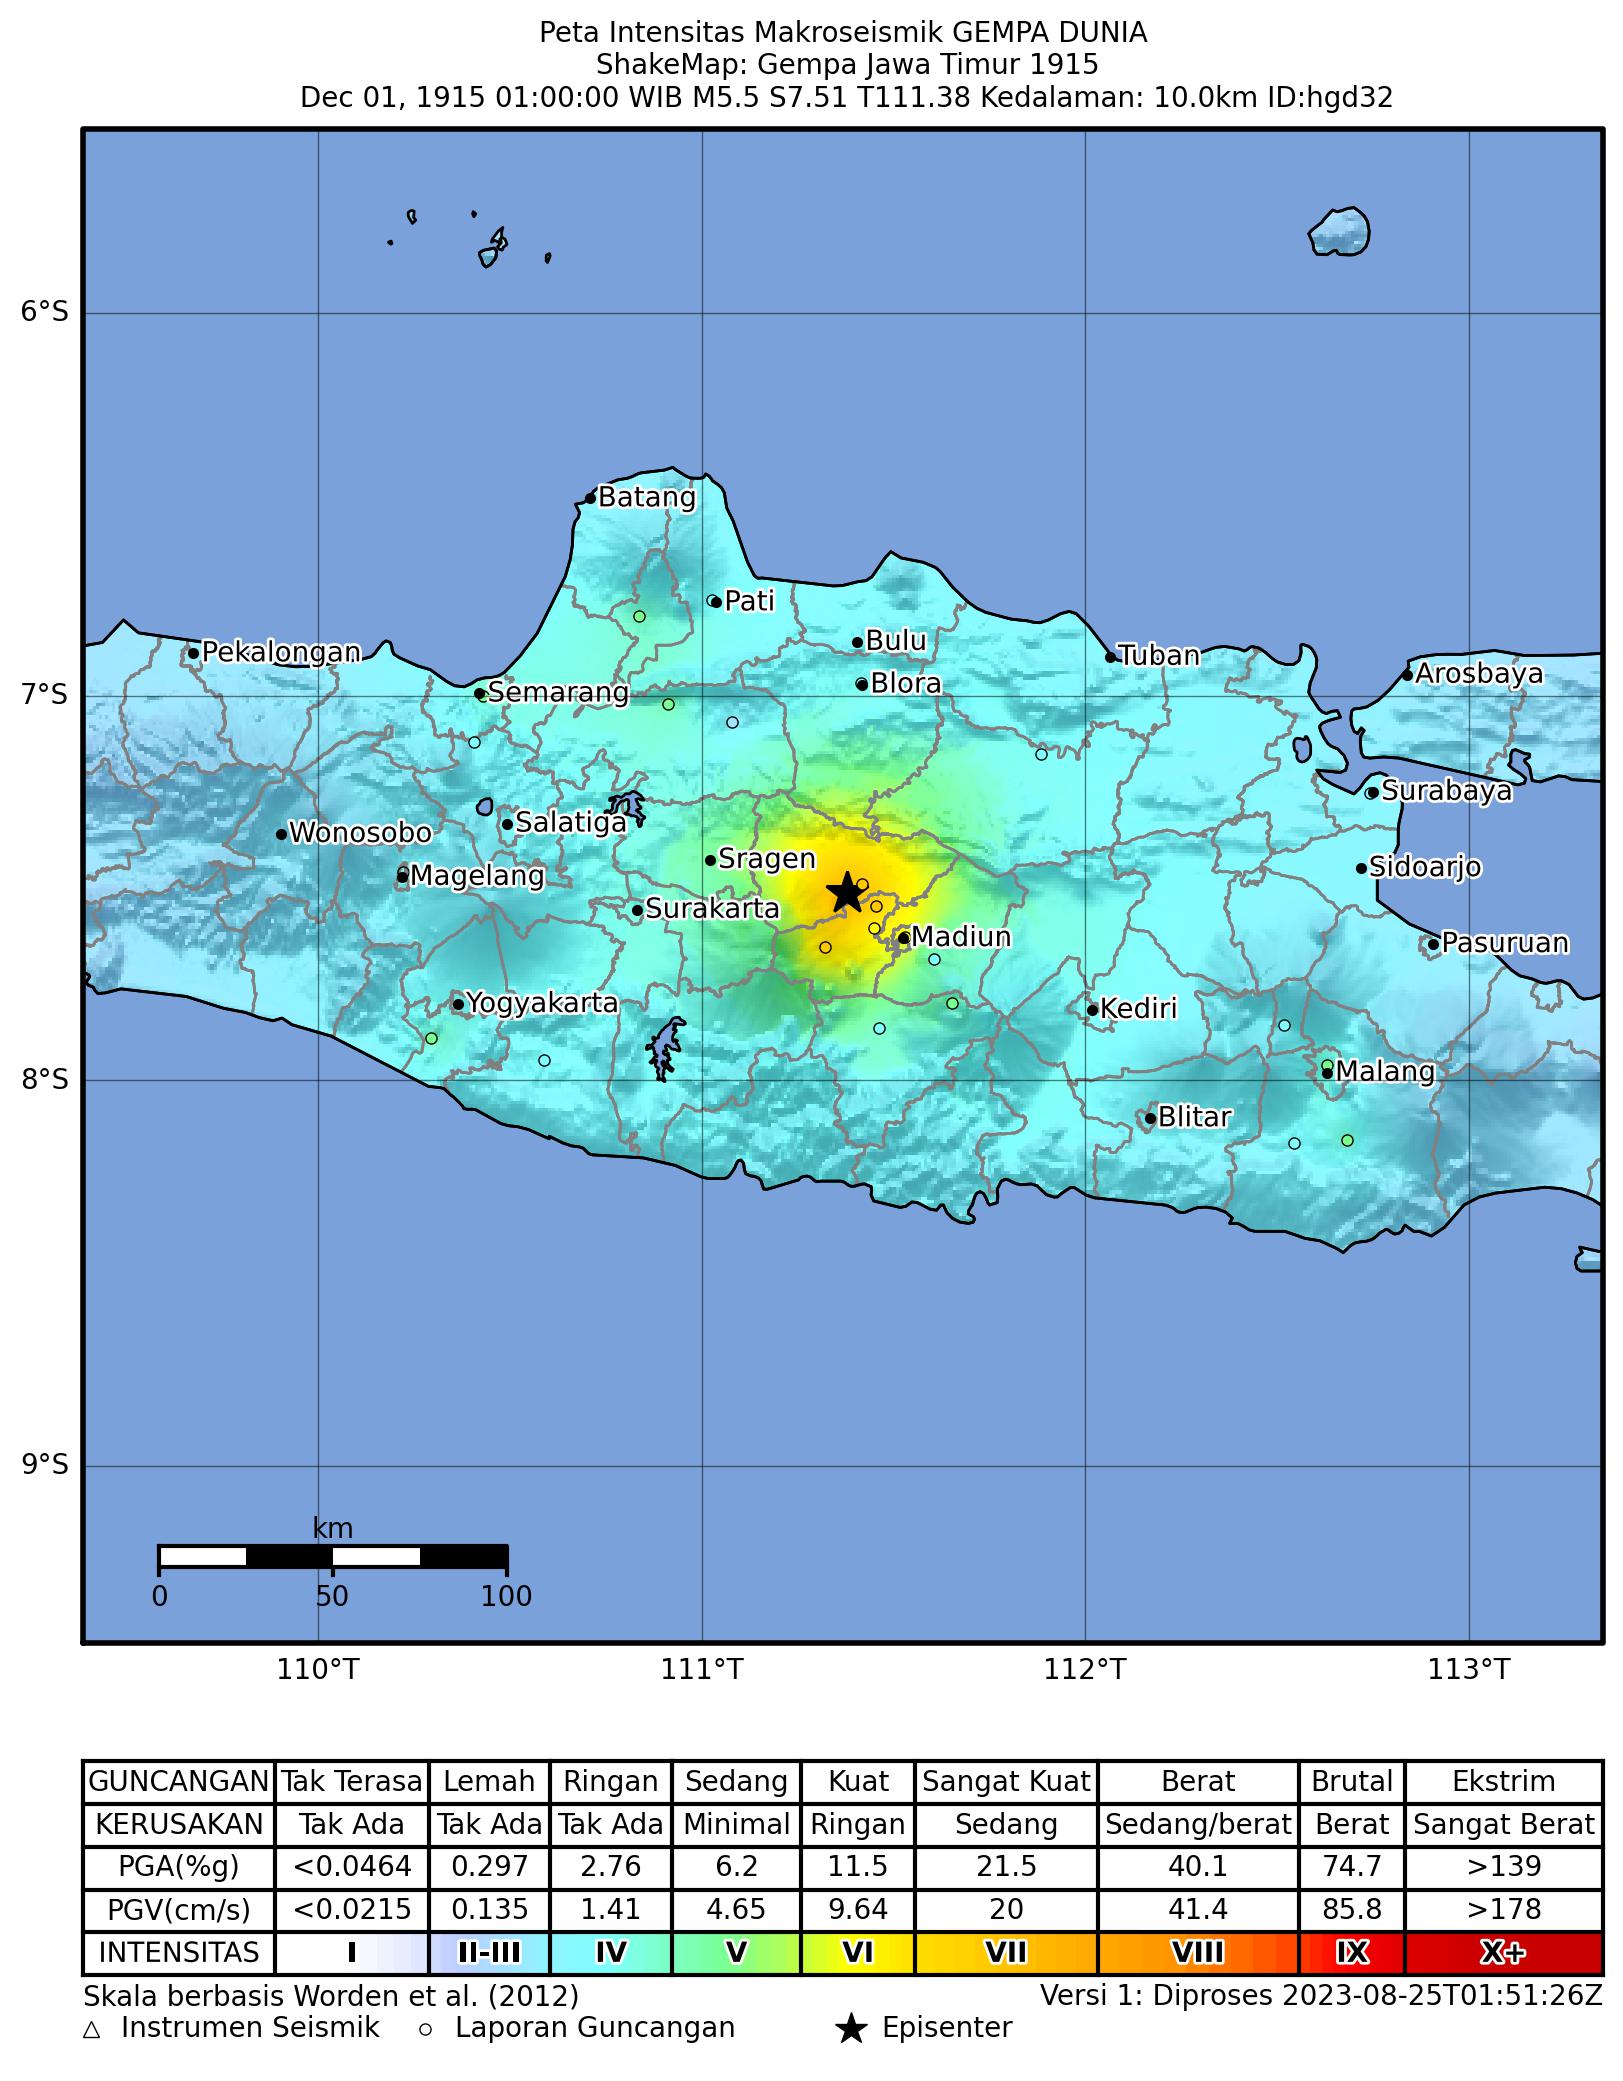 Peta Intensitas Makroseismik GEMPA DUNIA
ShakeMap: Gempa Jawa Timur 1915
Dec 01, 1915 01:00:00 WIB M5.5 S7.51 T111.38 Kedalaman: 10.0km ID:hgd32
6°S
Batang
Pati
Bulu
Pekalongan
Tuban
Arosbaya
Blora
7°S
Semarang
Surabaya
Salatiga
Wonosobo
Sragen
Sidoarjo
Magelang
Surakarta
Madiun
Pasuruan
Yogyakarta
Kediri
8°S
Malang
Blitar
9°S
km
0 50 100
110°T 111°T 112°T 113°T
GUNCANGAN Tak Terasa Lemah Ringan Sedang Kuat Sangat Kuat Berat Brutal Ekstrim
KERUSAKAN Tak Ada Tak Ada Tak Ada Minimal Ringan Sedang Sedang/berat Berat Sangat Berat
PGA(%g) <0.0464 0.297 2.76 6.2 11.5 21.5 40.1 74.7 >139
PGV(cm/s) <0.0215 0.135 1.41 4.65 9.64 20 41.4 85.8 >178
INTENSITAS I II-III IV V VI VII VIII IX X+
Skala berbasis Worden et al. (2012) Versi 1: Diproses 2023-08-25T01:51:26Z
Instrumen Seismik Laporan Guncangan Episenter